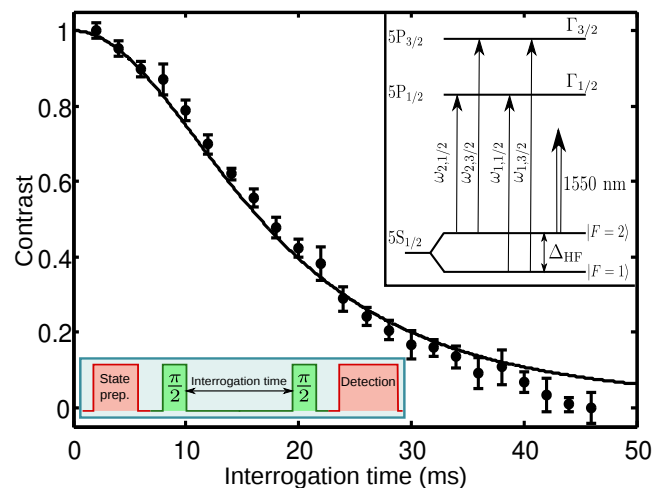 Contrast
1
0.8
0.6
0.4
0.2
0
0
10
20
30
40
50
Interrogation time (ms)
5P3/2
Γ3/2
5P1/2
Γ1/2
ω2,1/2
ω2,3/2
ω1,1/2
ω1,3/2
1550 nm
5S1/2
|F = 2⟩
ΔHF
|F = 1⟩
State
prep.
π/2
Interrogation time
π/2
Detection